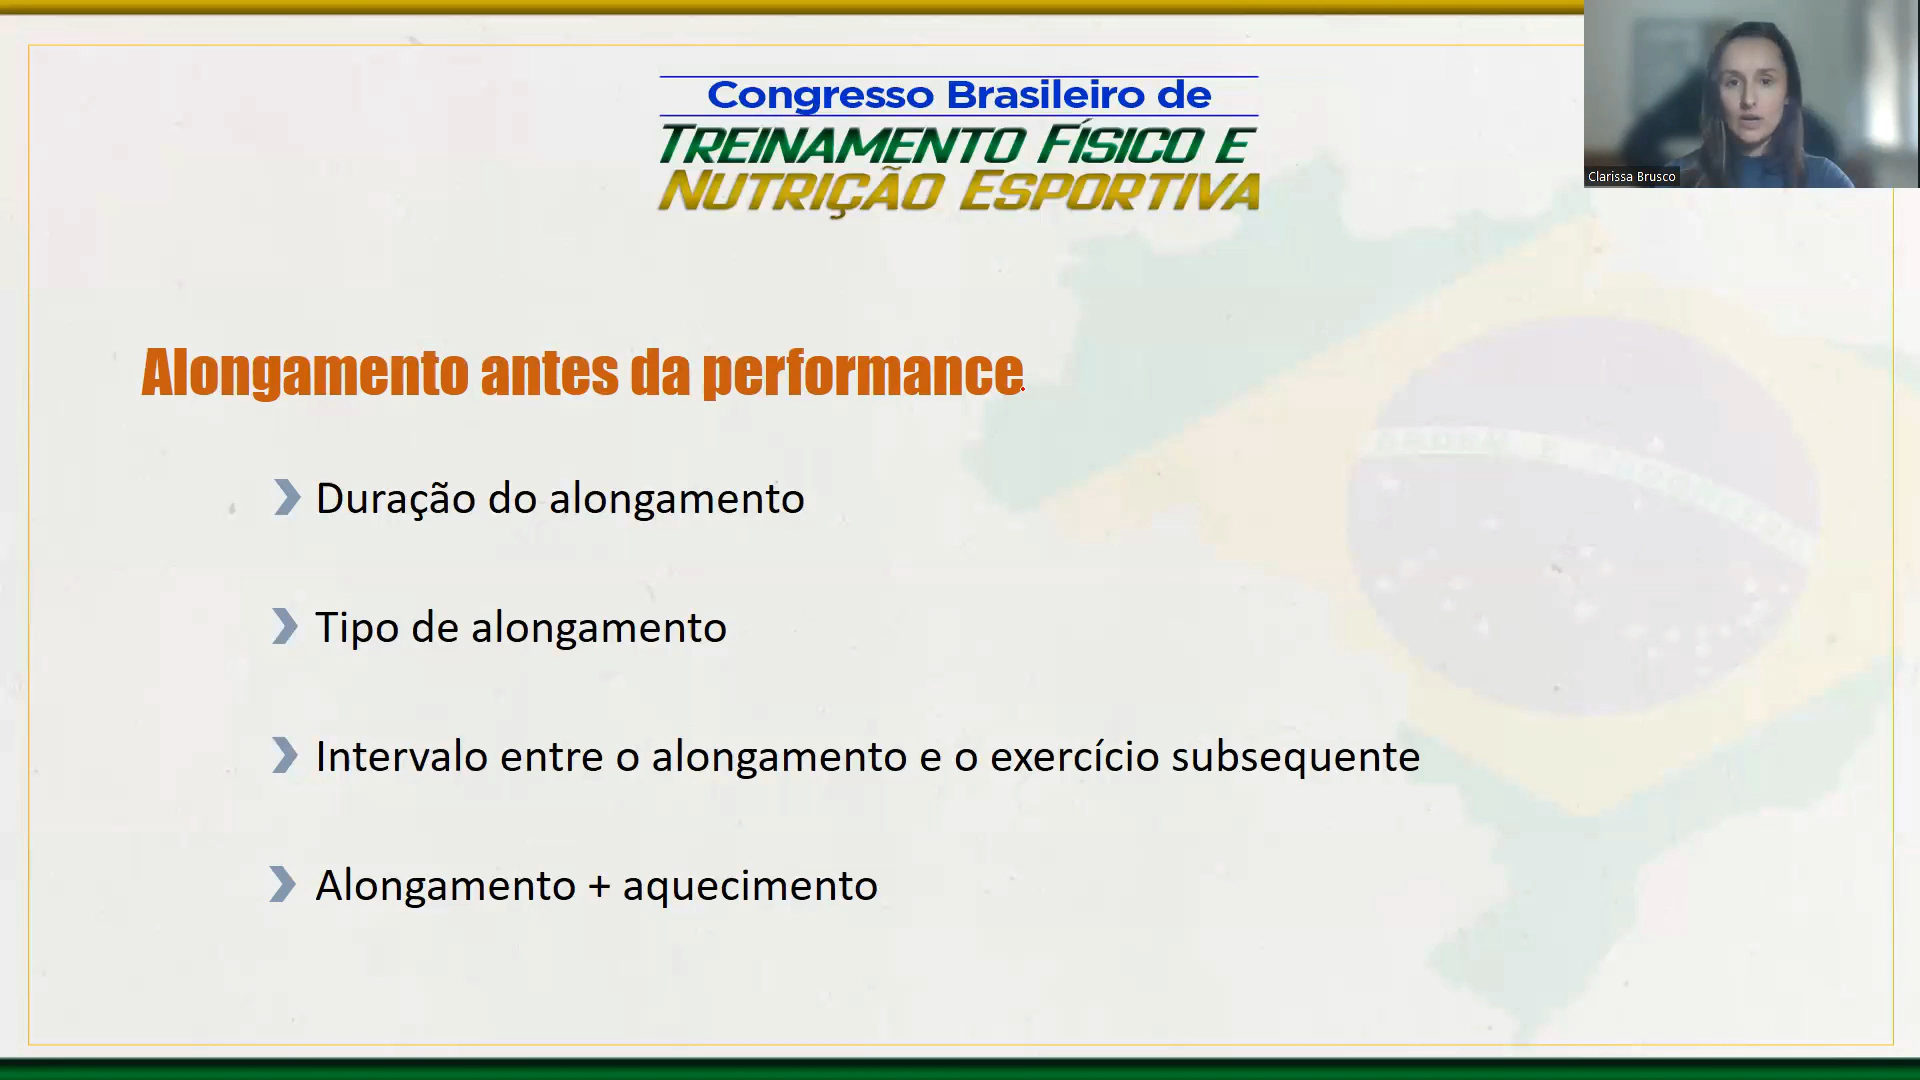 Congresso Brasileiro de
TREINAMENTO FÍSICO E
NUTRIÇÃO ESPORTIVA
Clarissa Brusco
Alongamento antes da performance
Duração do alongamento
Tipo de alongamento
Intervalo entre o alongamento e o exercício subsequente
Alongamento + aquecimento